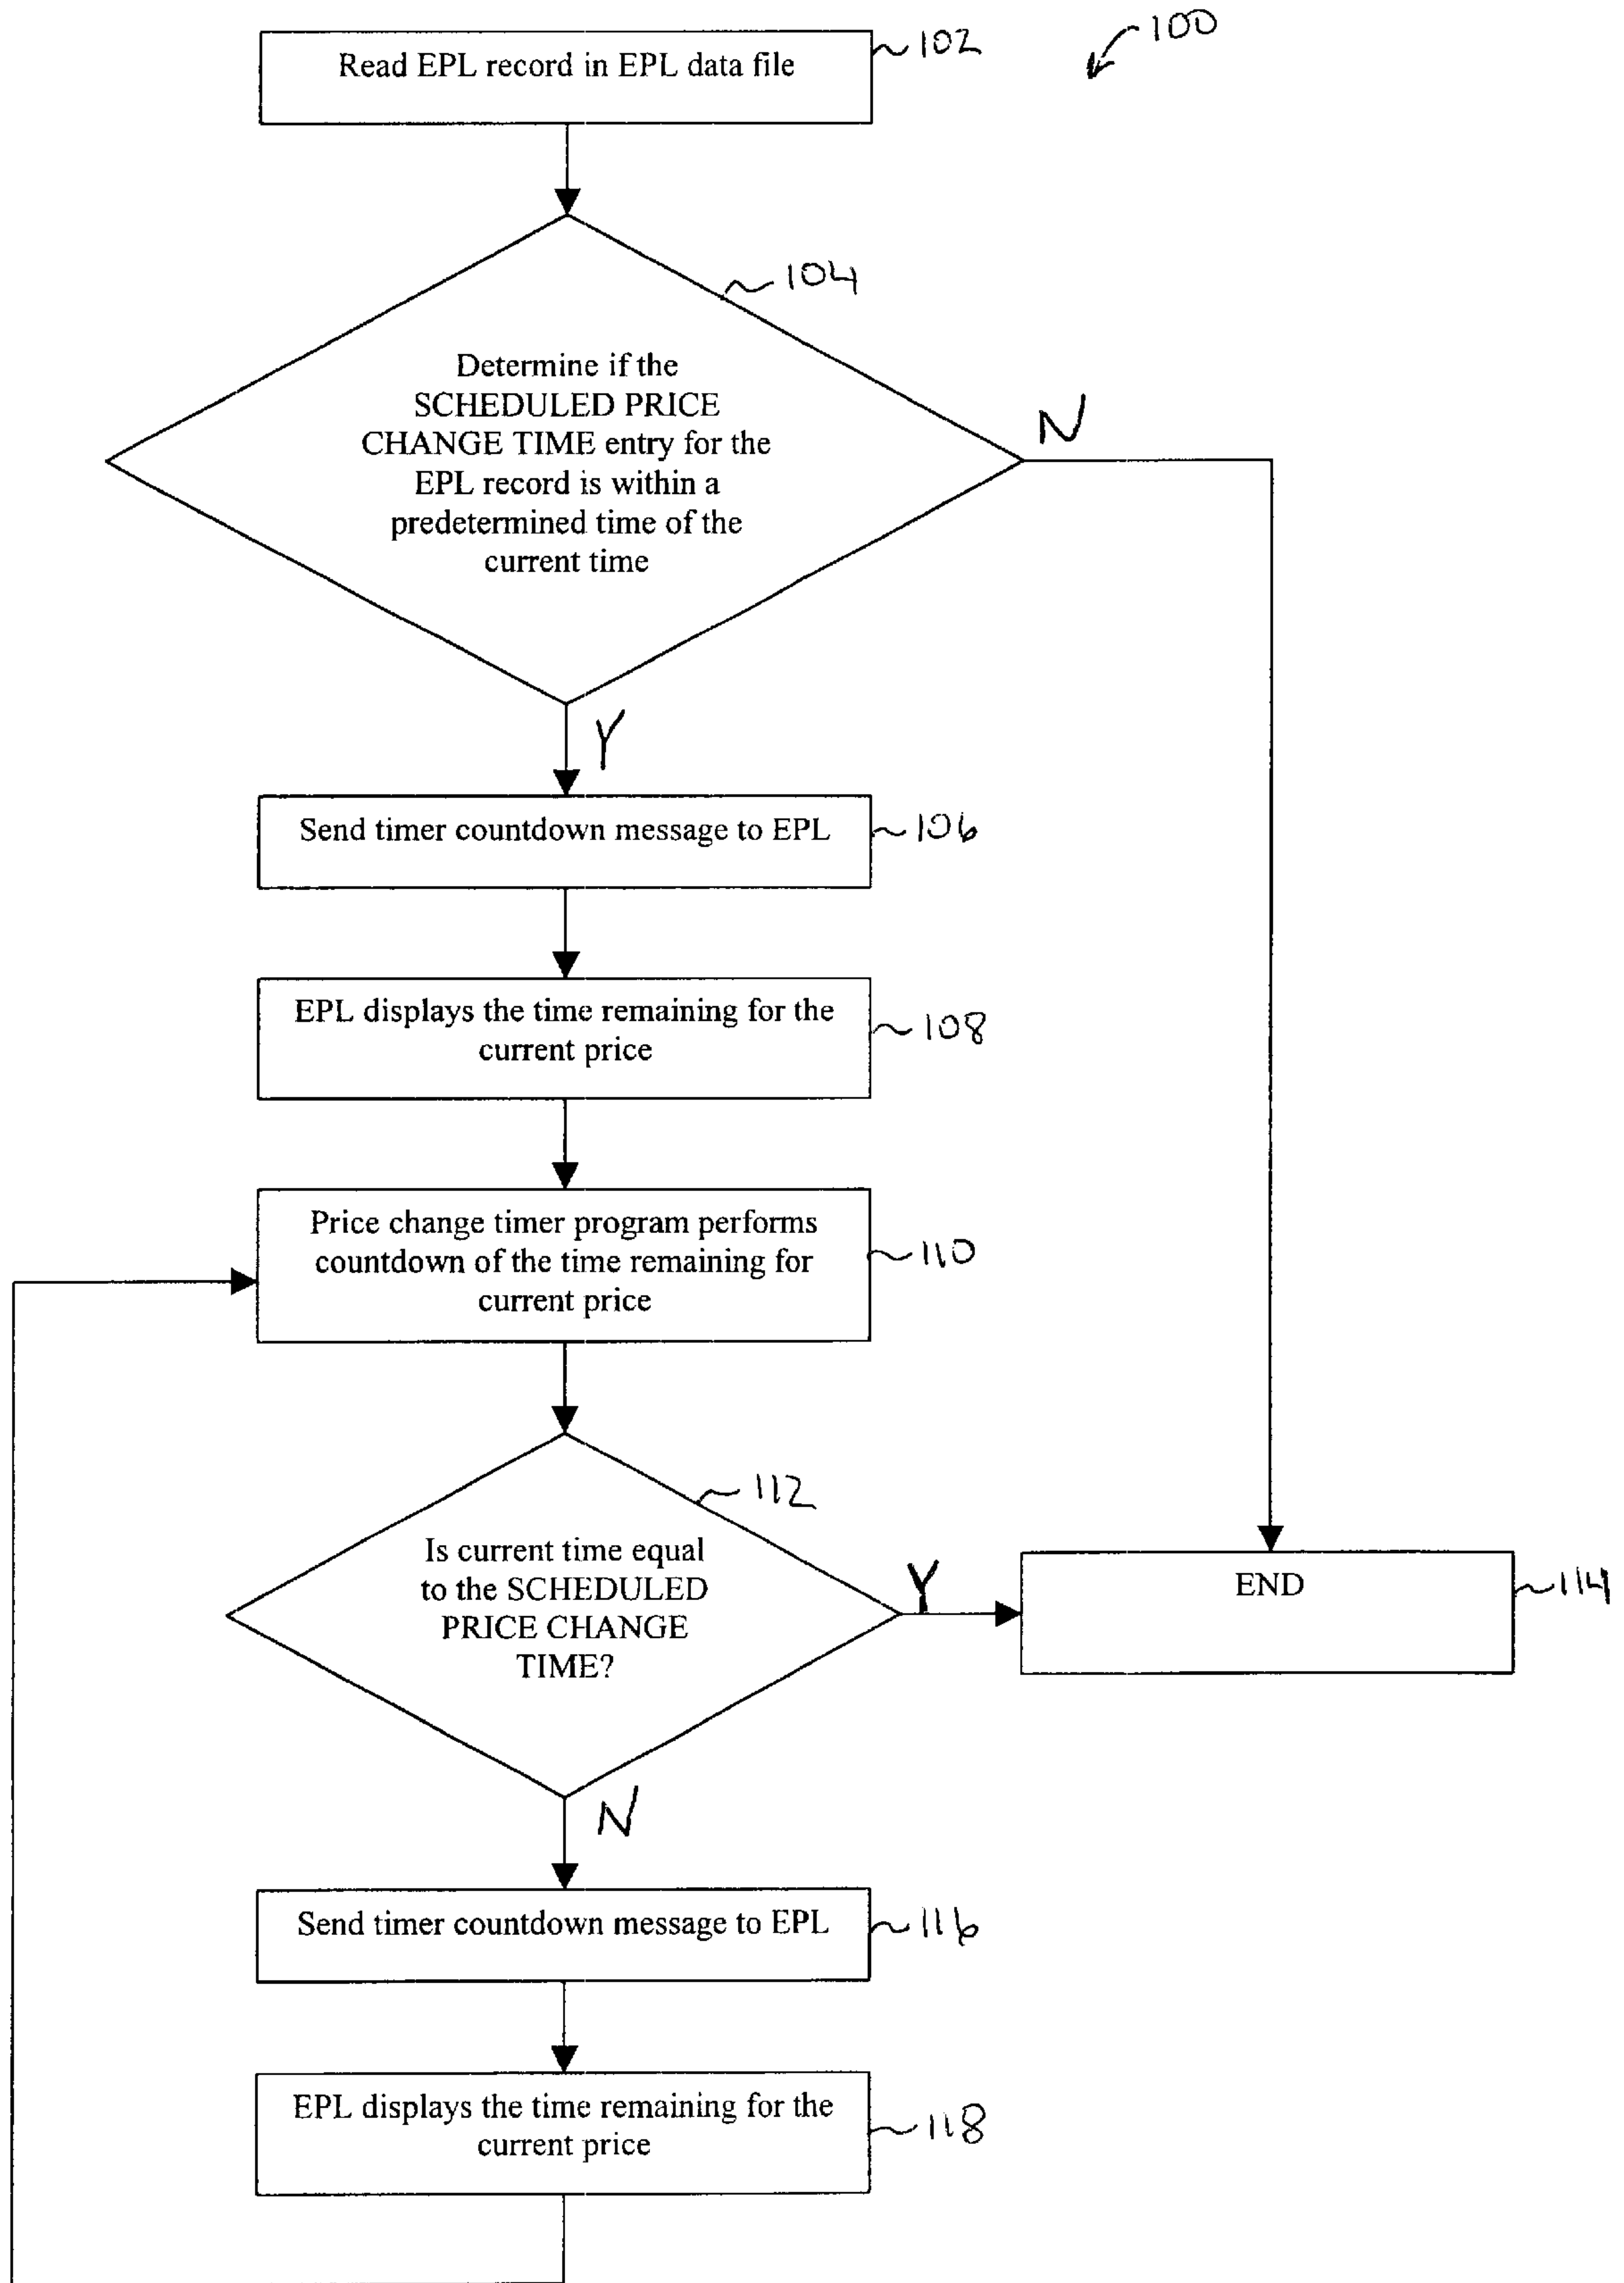 100
Read EPL record in EPL data file
102
104
Determine if the
SCHEDULED PRICE
CHANGE TIME entry for the
EPL record is within a
predetermined time of the
current time
N
Y
Send timer countdown message to EPL
106
EPL displays the time remaining for the
current price
108
Price change timer program performs
countdown of the time remaining for
current price
110
112
Is current time equal
to the SCHEDULED
PRICE CHANGE
TIME?
Y
END
114
N
Send timer countdown message to EPL
116
EPL displays the time remaining for the
current price
118